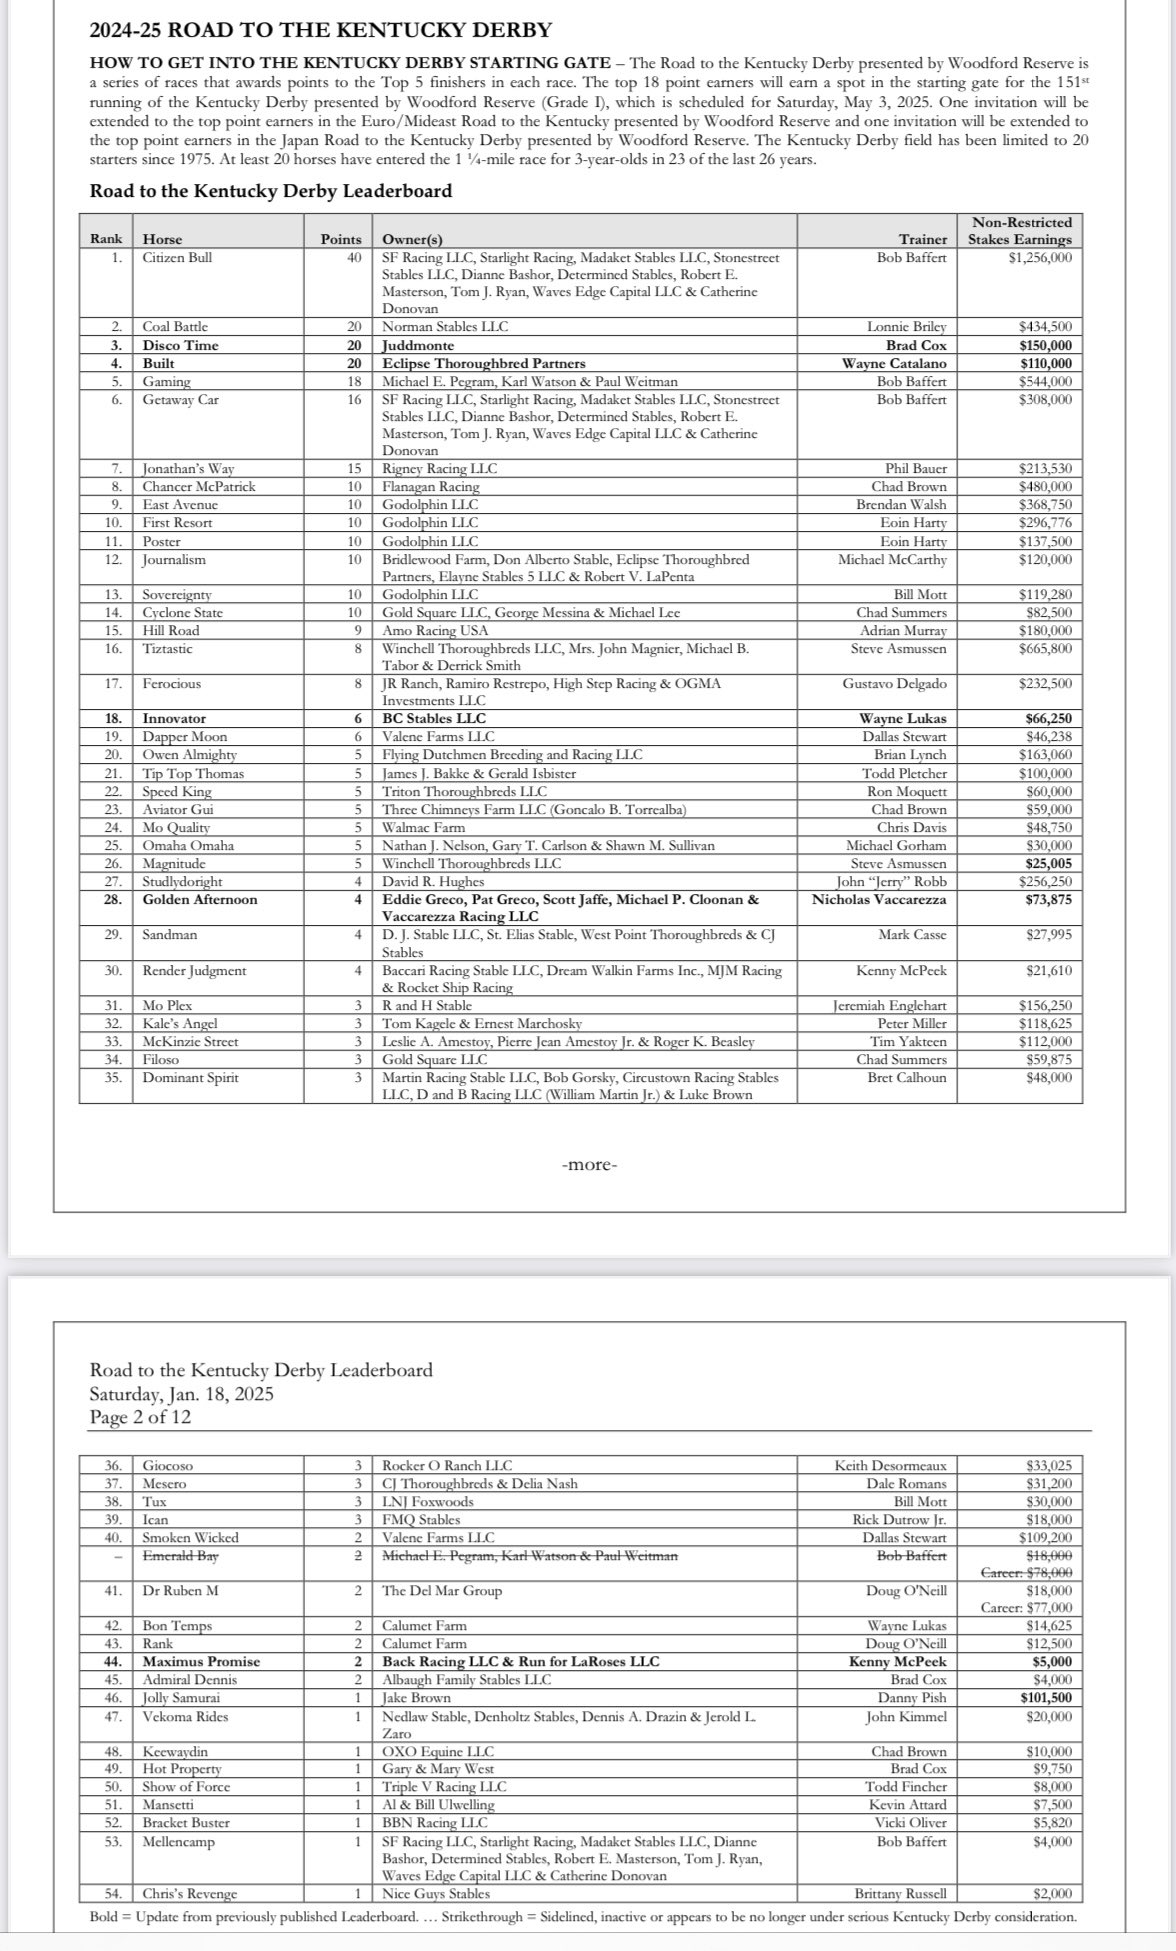 2024-25 ROAD TO THE KENTUCKY DERBY
HOW TO GET INTO THE KENTUCKY DERBY STARTING GATE – The Road to the Kentucky Derby presented by Woodford Reserve is
a series of races that awards points to the Top 5 finishers in each race. The top 18 point earners will earn a spot in the starting gate for the 151st
running of the Kentucky Derby presented by Woodford Reserve (Grade I), which is scheduled for Saturday, May 3, 2025. One invitation will be
extended to the top point earners in the Euro/Mideast Road to the Kentucky presented by Woodford Reserve and one invitation will be extended to
the top point earners in the Japan Road to the Kentucky Derby presented by Woodford Reserve. The Kentucky Derby field has been limited to 20
starters since 1975. At least 20 horses have entered the 1 ¼-mile race for 3-year-olds in 23 of the last 26 years.
Road to the Kentucky Derby Leaderboard
Non-Restricted
Rank Horse Points Owner(s) Trainer Stakes Earnings
1. Citizen Bull 40 SF Racing LLC, Starlight Racing, Madaket Stables LLC, Stonestreet Bob Baffert $1,256,000
Stables LLC, Dianne Bashor, Determined Stables, Robert E.
Masterson, Tom J. Ryan, Waves Edge Capital LLC & Catherine
Donovan
2. Coal Battle 20 Norman Stables LLC Lonnie Briley $434,500
3. Disco Time 20 Juddmonte Brad Cox $150,000
4. Built 20 Eclipse Thoroughbred Partners Wayne Catalano $110,000
5. Gaming 18 Michael E. Pegram, Karl Watson & Paul Weitman Bob Baffert $544,000
6. Getaway Car 16 SF Racing LLC, Starlight Racing, Madaket Stables LLC, Stonestreet Bob Baffert $308,000
Stables LLC, Dianne Bashor, Determined Stables, Robert E.
Masterson, Tom J. Ryan, Waves Edge Capital LLC & Catherine
Donovan
7. Jonathan's Way 15 Rigney Racing LLC Phil Bauer $213,530
8. Chancer McPatrick 10 Flanagan Racing Chad Brown $480,000
9. East Avenue 10 Godolphin LLC Brendan Walsh $368,750
10. First Resort 10 Godolphin LLC Eoin Harty $296,776
11. Poster 10 Godolphin LLC Eoin Harty $137,500
12. Journalism 10 Bridlewood Farm, Don Alberto Stable, Eclipse Thoroughbred Michael McCarthy $120,000
Partners, Elayne Stables 5 LLC & Robert V. LaPenta
13. Sovereignty 10 Godolphin LLC Bill Mott $119,280
14. Cyclone State 10 Gold Square LLC, George Messina & Michael Lee Chad Summers $82,500
15. Hill Road 9 Amo Racing USA Adrian Murray $180,000
16. Tiztastic 8 Winchell Thoroughbreds LLC, Mrs. John Magnier, Michael B. Steve Asmussen $665,800
Tabor & Derrick Smith
17. Ferocious 8 JR Ranch, Ramiro Restrepo, High Step Racing & OGMA Gustavo Delgado $232,500
Investments LLC
18. Innovator 6 BC Stables LLC Wayne Lukas $66,250
19. Dapper Moon 6 Valene Farms LLC Dallas Stewart $46,238
20. Owen Almighty 5 Flying Dutchmen Breeding and Racing LLC Brian Lynch $163,060
21. Tip Top Thomas 5 James J. Bakke & Gerald Isbister Todd Pletcher $100,000
22. Speed King 5 Triton Thoroughbreds LLC Ron Moquett $60,000
23. Aviator Gui 5 Three Chimneys Farm LLC (Goncalo B. Torrealba) Chad Brown $59,000
24. Mo Quality 5 Walmac Farm Chris Davis $48,750
25. Omaha Omaha 5 Nathan J. Nelson, Gary T. Carlson & Shawn M. Sullivan Michael Gorham $30,000
26. Magnitude 5 Winchell Thoroughbreds LLC Steve Asmussen $25,005
27. Studlydoright 4 David R. Hughes John “Jerry” Robb $256,250
28. Golden Afternoon 4 Eddie Greco, Pat Greco, Scott Jaffe, Michael P. Cloonan & Nicholas Vaccarezza $73,875
Vaccarezza Racing LLC
29. Sandman 4 D. J. Stable LLC, St. Elias Stable, West Point Thoroughbreds & CJ Mark Casse $27,995
Stables
30. Render Judgment 4 Baccari Racing Stable LLC, Dream Walkin Farms Inc., MJM Racing Kenny McPeek $21,610
& Rocket Ship Racing
31. Mo Plex 3 R and H Stable Jeremiah Englehart $156,250
32. Kale's Angel 3 Tom Kagele & Ernest Marchosky Peter Miller $118,625
33. McKinzie Street 3 Leslie A. Amestoy, Pierre Jean Amestoy Jr. & Roger K. Beasley Tim Yakteen $112,000
34. Filoso 3 Gold Square LLC Chad Summers $59,875
35. Dominant Spirit 3 Martin Racing Stable LLC, Bob Gorsky, Circustown Racing Stables Bret Calhoun $48,000
LLC, D and B Racing LLC (William Martin Jr.) & Luke Brown
-more-
Road to the Kentucky Derby Leaderboard
Saturday, Jan. 18, 2025
Page 2 of 12
36. Giocoso 3 Rocker O Ranch LLC Keith Desormeaux $33,025
37. Mesero 3 CJ Thoroughbreds & Delia Nash Dale Romans $31,200
38. Tux 3 LNJ Foxwoods Bill Mott $30,000
39. Ican 3 FMQ Stables Rick Dutrow Jr. $18,000
40. Smoken Wicked 2 Valene Farms LLC Dallas Stewart $109,200
– Emerald Bay 2 Michael E. Pegram, Karl Watson & Paul Weitman Bob Baffert $18,000
Career: $78,000
41. Dr Ruben M 2 The Del Mar Group Doug O'Neill $18,000
Career: $77,000
42. Bon Temps 2 Calumet Farm Wayne Lukas $14,625
43. Rank 2 Calumet Farm Doug O'Neill $12,500
44. Maximus Promise 2 Back Racing LLC & Run for LaRoses LLC Kenny McPeek $5,000
45. Admiral Dennis 2 Albaugh Family Stables LLC Brad Cox $4,000
46. Jolly Samurai 1 Jake Brown Danny Pish $101,500
47. Vekoma Rides 1 Nedlaw Stable, Denholtz Stables, Dennis A. Drazin & Jerold L. John Kimmel $20,000
Zaro
48. Keewaydin 1 OXO Equine LLC Chad Brown $10,000
49. Hot Property 1 Gary & Mary West Brad Cox $9,750
50. Show of Force 1 Triple V Racing LLC Todd Fincher $8,000
51. Mansetti 1 Al & Bill Ulwelling Kevin Attard $7,500
52. Bracket Buster 1 BBN Racing LLC Vicki Oliver $5,820
53. Mellencamp 1 SF Racing LLC, Starlight Racing, Madaket Stables LLC, Dianne Bob Baffert $4,000
Bashor, Determined Stables, Robert E. Masterson, Tom J. Ryan,
Waves Edge Capital LLC & Catherine Donovan
54. Chris's Revenge 1 Nice Guys Stables Brittany Russell $2,000
Bold = Update from previously published Leaderboard. … Strikethrough = Sidelined, inactive or appears to be no longer under serious Kentucky Derby consideration.